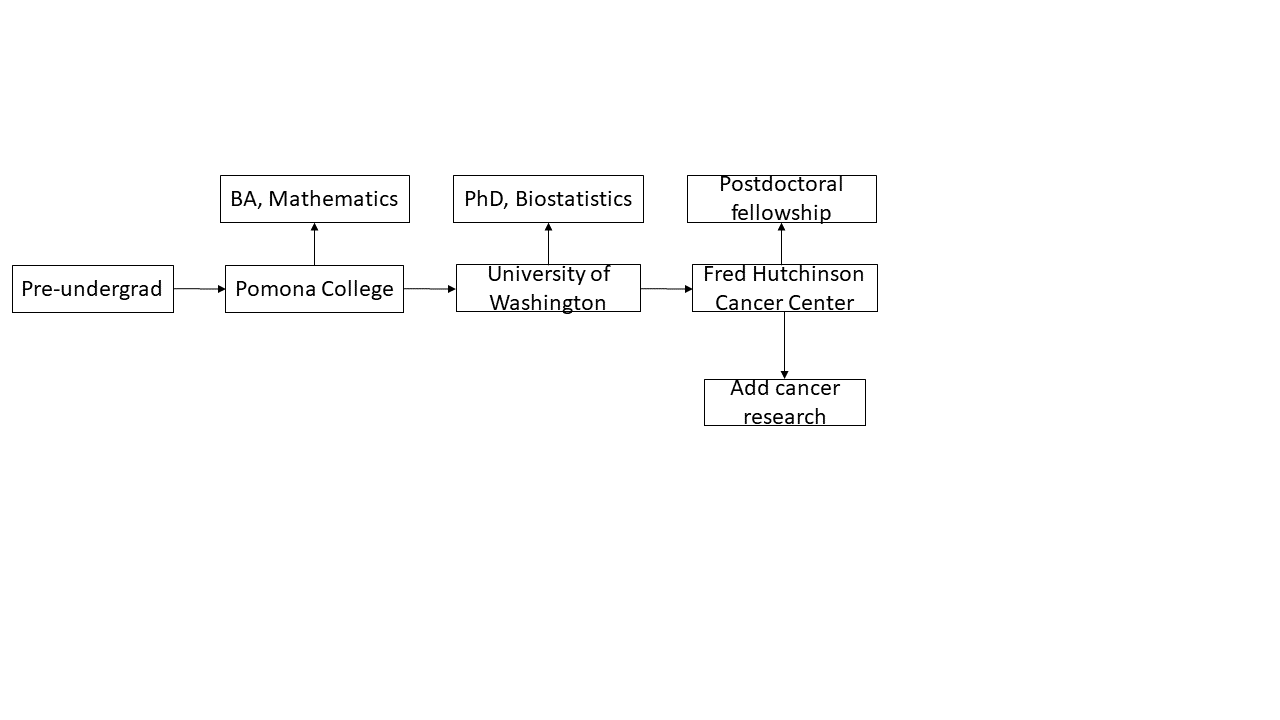 BA, Mathematics
PhD, Biostatistics
Postdoctoral
fellowship
Pre-undergrad
Pomona College
University of
Washington
Fred Hutchinson
Cancer Center
Add cancer
research